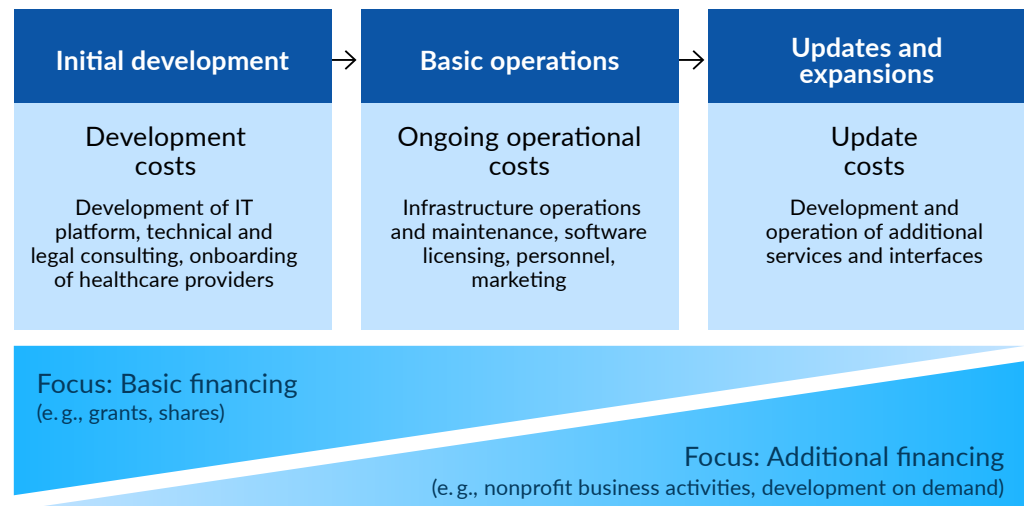 Initial development
Basic operations
Updates and
expansions
Development
costs
Development of IT
platform, technical and
legal consulting, onboarding
of healthcare providers
Ongoing operational
costs
Infrastructure operations
and maintenance, software
licensing, personnel,
marketing
Update
costs
Development and
operation of additional
services and interfaces
Focus: Basic financing
(e. g., grants, shares)
Focus: Additional financing
(e. g., nonprofit business activities, development on demand)